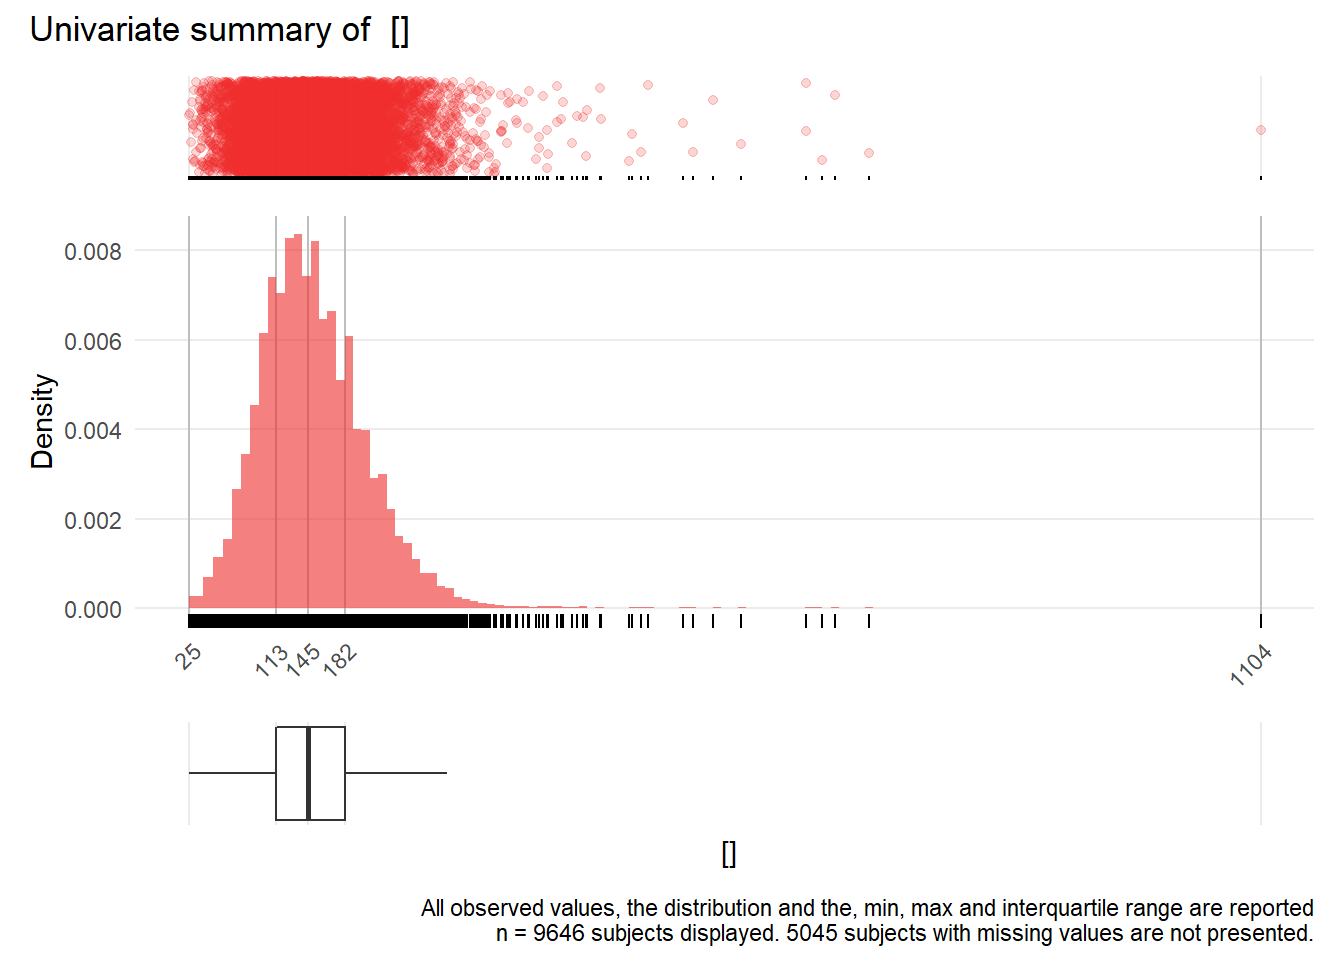 Univariate summary of  []
0.008
0.006
0.004
0.002
0.000
Density
25
113
145
182
1104
[]
All observed values, the distribution and the, min, max and interquartile range are reported
n = 9646 subjects displayed. 5045 subjects with missing values are not presented.